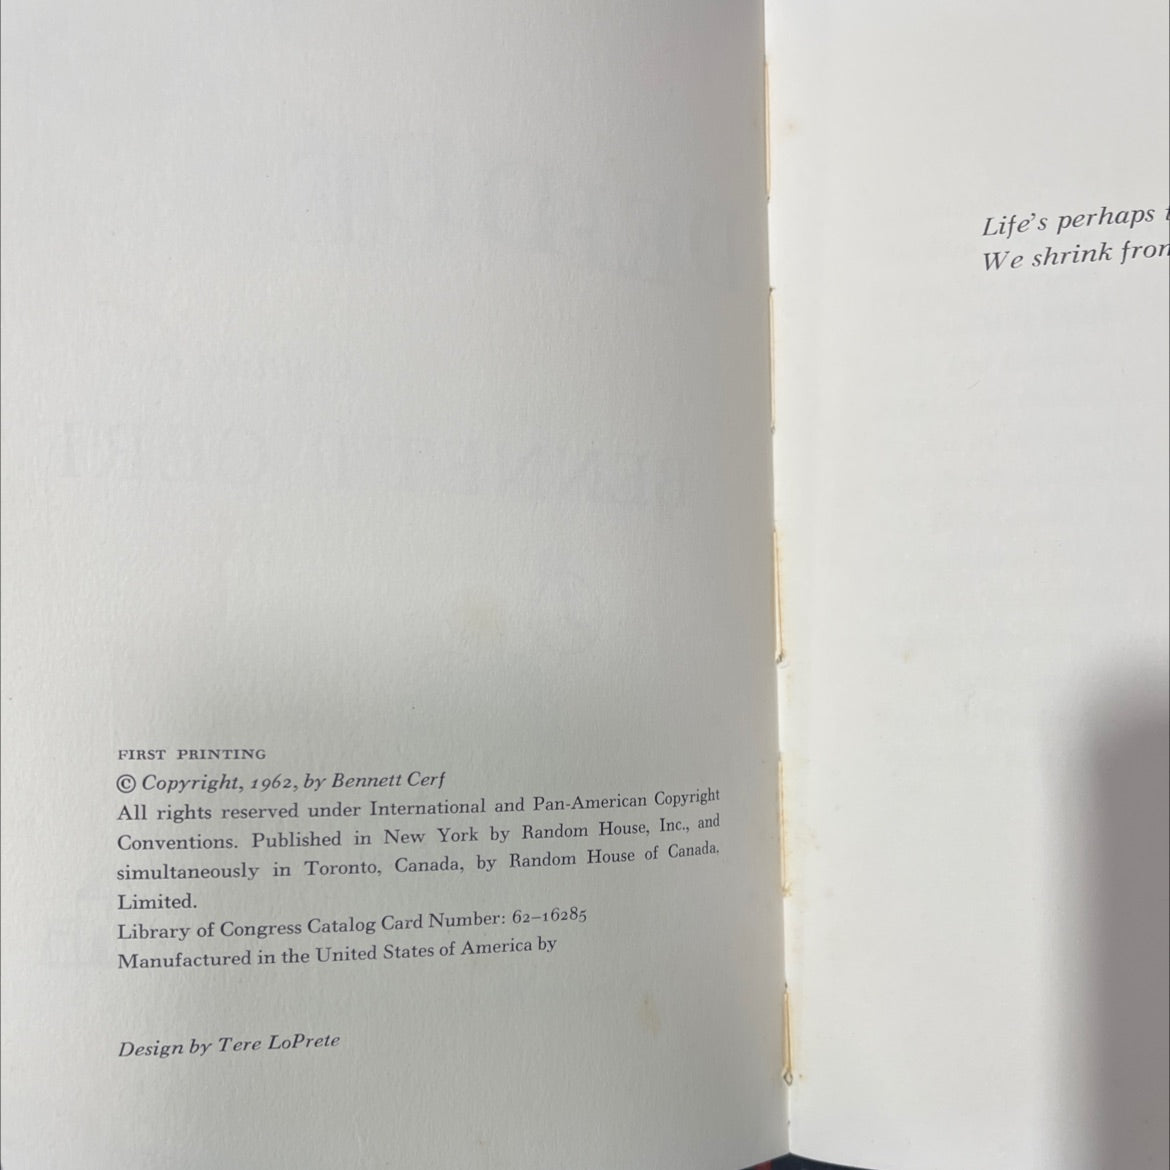 FIRST PRINTING
© Copyright, 1962, by Bennett Cerf
All rights reserved under International and Pan-American Copyright
Conventions. Published in New York by Random House, Inc., and
simultaneously in Toronto, Canada, by Random House of Canada,
Limited.
Library of Congress Catalog Card Number: 62–16285
Manufactured in the United States of America by
Design by Tere LoPrete
Life's perhaps
We shrink